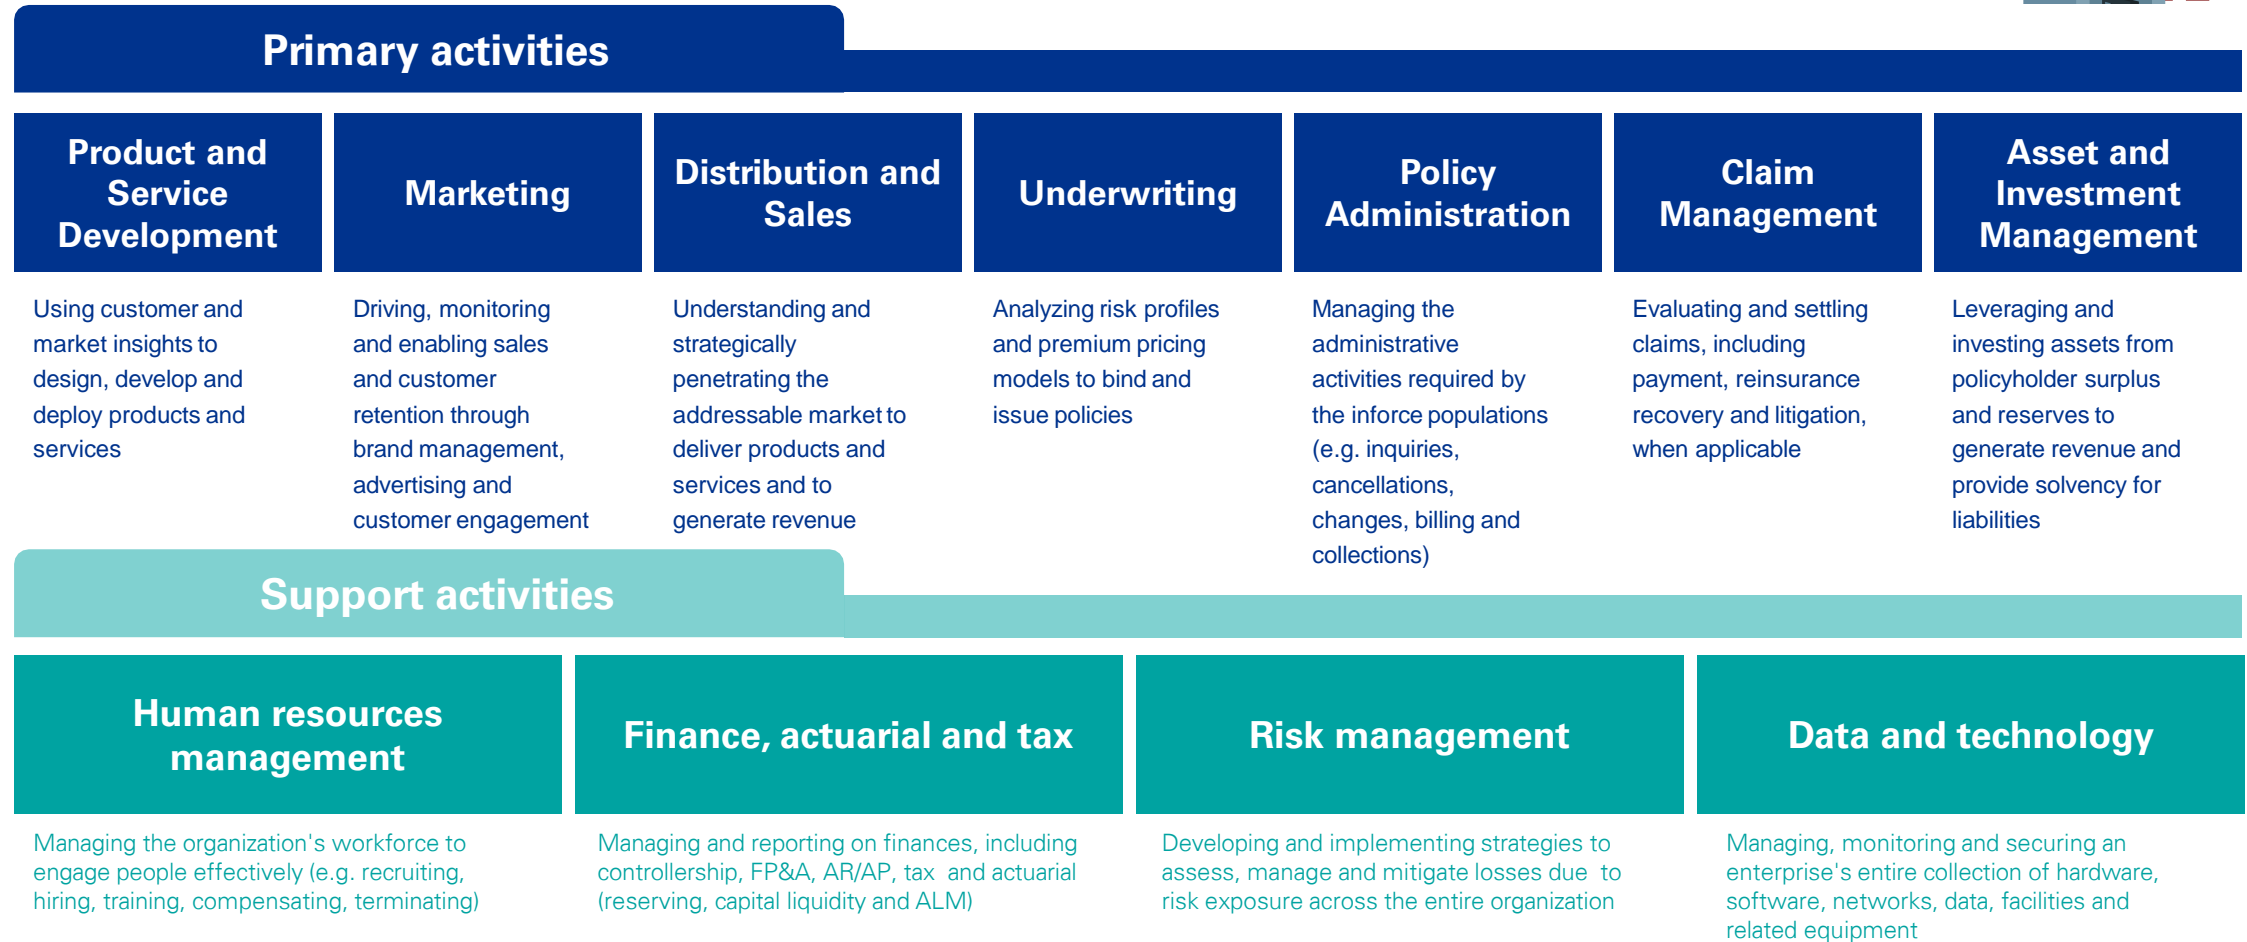 Primary activities
Product and
Service
Development
Marketing
Distribution and
Sales
Underwriting
Policy
Administration
Claim
Management
Asset and
Investment
Management
Using customer and
market insights to
design, develop and
deploy products and
services
Driving, monitoring
and enabling sales
and customer
retention through
brand management,
advertising and
customer engagement
Understanding and
strategically
penetrating the
addressable market to
deliver products and
services and to
generate revenue
Analyzing risk profiles
and premium pricing
models to bind and
issue policies
Managing the
administrative
activities required by
the inforce populations
(e.g. inquiries,
cancellations,
changes, billing and
collections)
Evaluating and settling
claims, including
payment, reinsurance
recovery and litigation,
when applicable
Leveraging and
investing assets from
policyholder surplus
and reserves to
generate revenue and
provide solvency for
liabilities
Support activities
Human resources
management
Finance, actuarial and tax
Risk management
Data and technology
Managing the organization's workforce to
engage people effectively (e.g. recruiting,
hiring, training, compensating, terminating)
Managing and reporting on finances, including
controllership, FP&A, AR/AP, tax and actuarial
(reserving, capital liquidity and ALM)
Developing and implementing strategies to
assess, manage and mitigate losses due to
risk exposure across the entire organization
Managing, monitoring and securing an
enterprise's entire collection of hardware,
software, networks, data, facilities and
related equipment